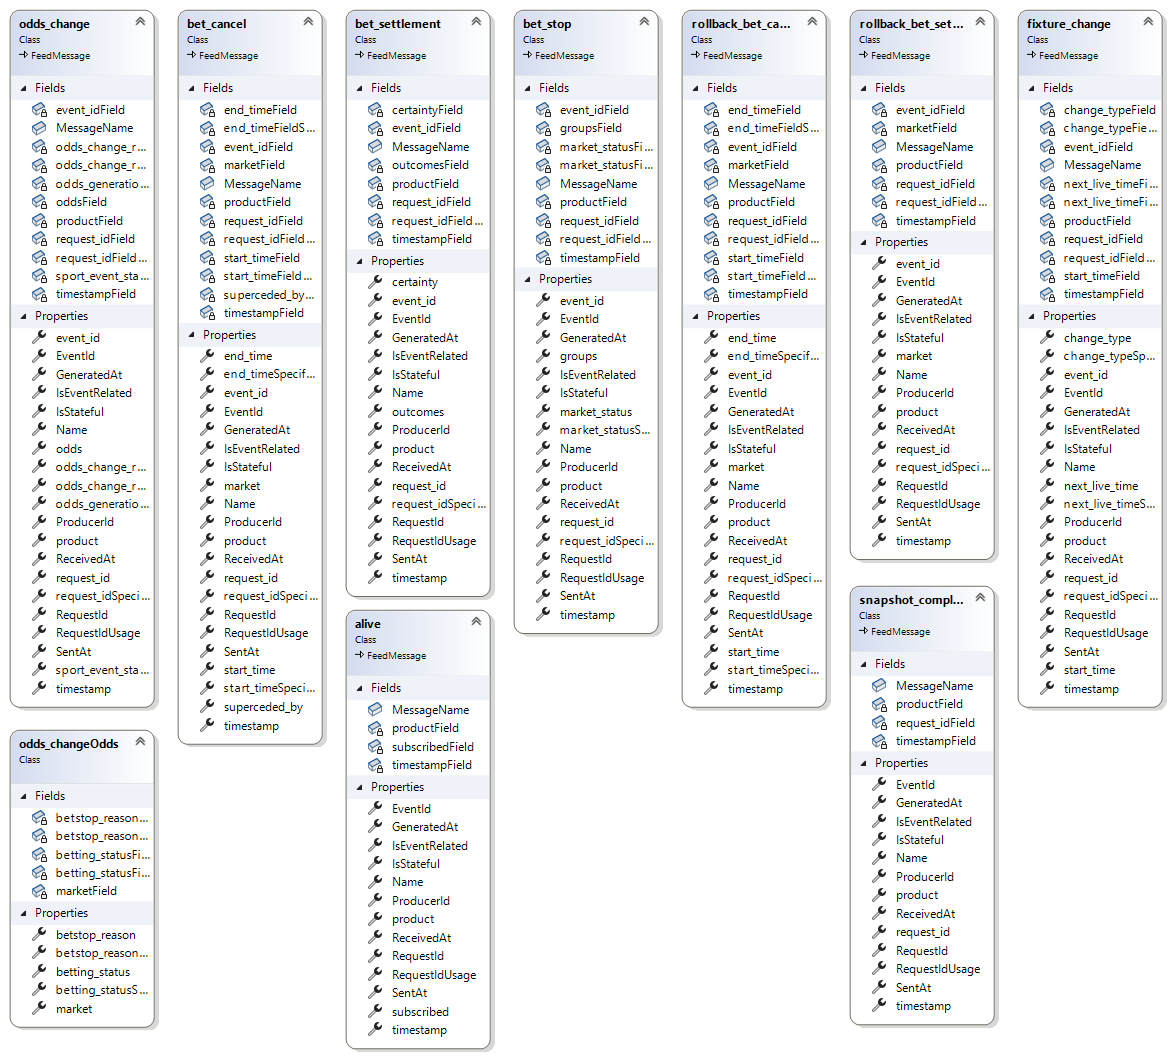 odds_change
Class
FeedMessage
Fields
event_idField
MessageName
odds_change_r...
odds_change_r...
odds_generatio...
oddsField
productField
request_idField
request_idField...
sport_event_sta...
timestampField
Properties
event_id
EventId
GeneratedAt
IsEventRelated
IsStateful
Name
odds
odds_change_r...
odds_change_r...
odds_generatio...
ProducerId
product
ReceivedAt
request_id
request_idSpeci...
RequestId
RequestIdUsage
SentAt
sport_event_sta...
timestamp
odds_changeOdds
Class
Fields
betstop_reason...
betstop_reason...
betting_statusFi...
betting_statusFi...
marketField
Properties
betstop_reason
betstop_reason...
betting_status
betting_statusS...
market
bet_cancel
Class
FeedMessage
Fields
end_timeField
end_timeFieldS...
event_idField
marketField
MessageName
productField
request_idField
request_idField...
start_timeField
start_timeField...
superceded_by...
timestampField
Properties
end_time
end_timeSpecif...
event_id
EventId
GeneratedAt
IsEventRelated
IsStateful
market
Name
ProducerId
product
ReceivedAt
request_id
request_idSpeci...
RequestId
RequestIdUsage
SentAt
start_time
start_timeSpeci...
superceded_by
timestamp
bet_settlement
Class
FeedMessage
Fields
certaintyField
event_idField
MessageName
outcomesField
productField
request_idField
request_idField...
timestampField
Properties
certainty
event_id
EventId
GeneratedAt
IsEventRelated
IsStateful
Name
outcomes
ProducerId
product
ReceivedAt
request_id
request_idSpeci...
RequestId
RequestIdUsage
SentAt
timestamp
alive
Class
FeedMessage
Fields
MessageName
productField
subscribedField
timestampField
Properties
EventId
GeneratedAt
IsEventRelated
IsStateful
Name
ProducerId
product
ReceivedAt
RequestId
RequestIdUsage
SentAt
subscribed
timestamp
bet_stop
Class
FeedMessage
Fields
event_idField
groupsField
market_statusFi...
market_statusFi...
MessageName
productField
request_idField
request_idField...
timestampField
Properties
event_id
EventId
GeneratedAt
groups
IsEventRelated
IsStateful
market_status
market_statusS...
Name
ProducerId
product
ReceivedAt
request_id
request_idSpeci...
RequestId
RequestIdUsage
SentAt
timestamp
rollback_bet_ca...
Class
FeedMessage
Fields
end_timeField
end_timeFieldS...
event_idField
marketField
MessageName
productField
request_idField
request_idField...
start_timeField
start_timeField...
timestampField
Properties
end_time
end_timeSpecif...
event_id
EventId
GeneratedAt
IsEventRelated
IsStateful
market
Name
ProducerId
product
ReceivedAt
request_id
request_idSpeci...
RequestId
RequestIdUsage
SentAt
start_time
start_timeSpeci...
timestamp
rollback_bet_set...
Class
FeedMessage
Fields
event_idField
marketField
MessageName
productField
request_idField
request_idField...
timestampField
Properties
event_id
EventId
GeneratedAt
IsEventRelated
IsStateful
market
Name
ProducerId
product
ReceivedAt
request_id
request_idSpeci...
RequestId
RequestIdUsage
SentAt
timestamp
snapshot_compl...
Class
FeedMessage
Fields
MessageName
productField
request_idField
timestampField
Properties
EventId
GeneratedAt
IsEventRelated
IsStateful
Name
ProducerId
product
ReceivedAt
request_id
RequestId
RequestIdUsage
SentAt
timestamp
fixture_change
Class
FeedMessage
Fields
change_typeField
change_typeFie...
event_idField
MessageName
next_live_timeFi...
next_live_timeFi...
productField
request_idField
request_idField...
start_timeField
timestampField
Properties
change_type
change_typeSp...
event_id
EventId
GeneratedAt
IsEventRelated
IsStateful
Name
next_live_time
next_live_timeS...
ProducerId
product
ReceivedAt
request_id
request_idSpeci...
RequestId
RequestIdUsage
SentAt
start_time
timestamp